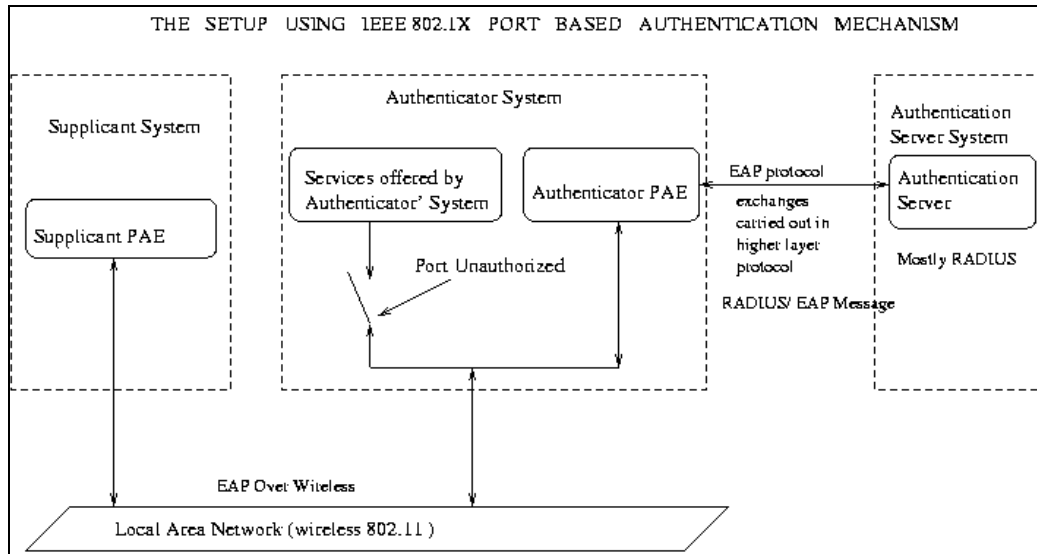 THE SETUP USING IEEE 802.1X PORT BASED AUTHENTICATION MECHANISM
Supplicant System
Supplicant PAE
Authenticator System
Services offered by
Authenticator' System
Authenticator PAE
Port Unauthorized
EAP protocol
exchanges
carried out in
higher layer
protocol
RADIUS/ EAP Message
Authentication
Server System
Authentication
Server
Mostly RADIUS
EAP Over Wireless
Local Area Network (wireless 802.11 )